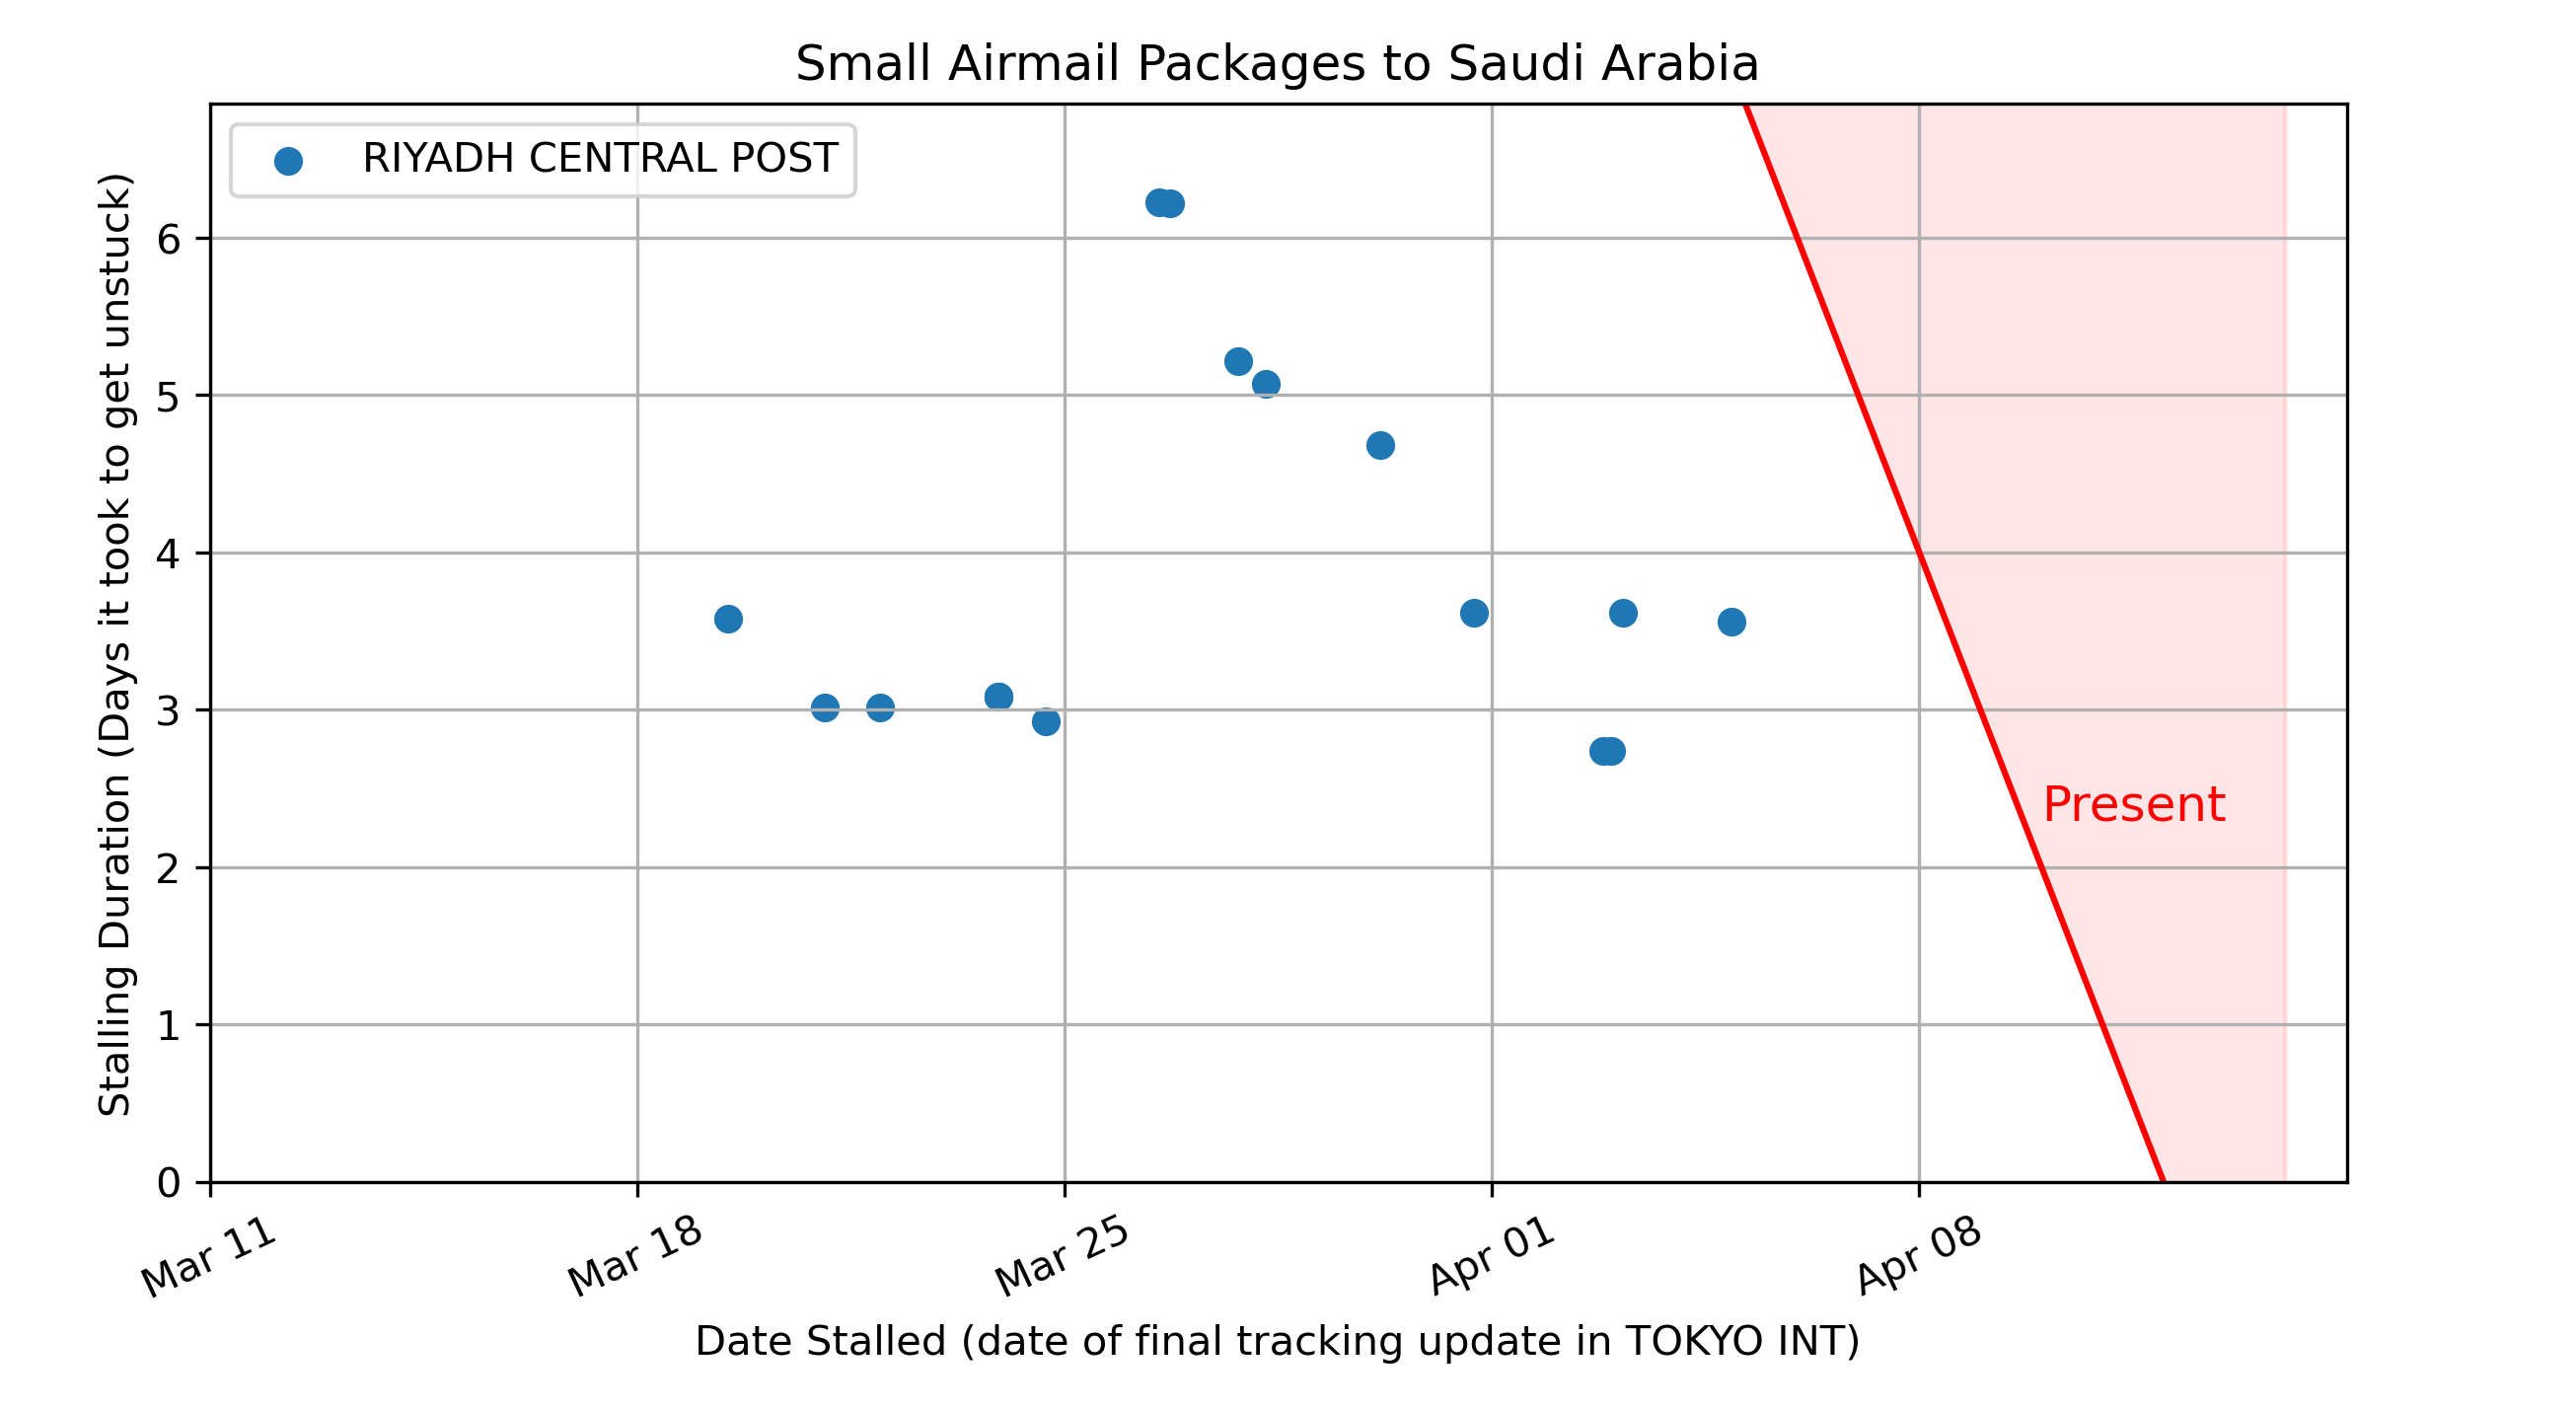 Small Airmail Packages to Saudi Arabia
RIYADH CENTRAL POST
Stalling Duration (Days it took to get unstuck)
6
5
4
3
2
1
0
Present
Mar 11
Mar 18
Mar 25
Apr 01
Apr 08
Date Stalled (date of final tracking update in TOKYO INT)